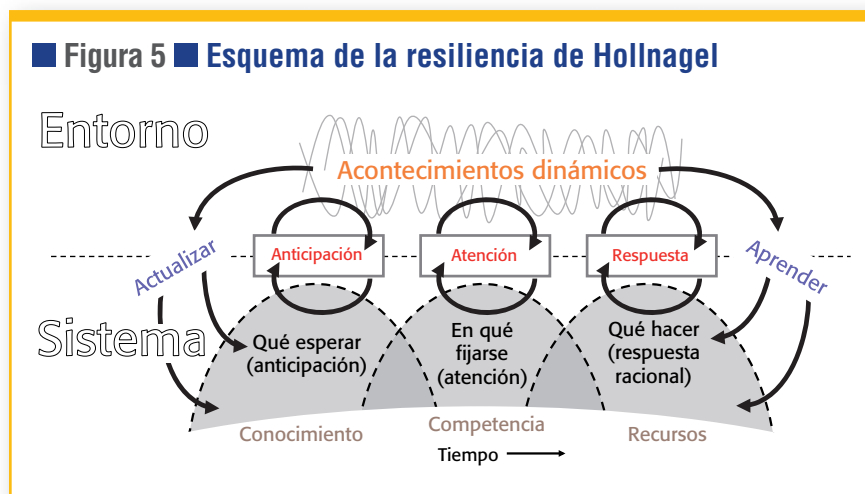 Figura 5 Esquema de la resiliencia de Hollnagel
Entorno
Acontecimientos dinámicos
Actualizar
Anticipación
Atención
Respuesta
Aprender
Sistema
Qué esperar
(anticipación)
En qué
fijarse
(atención)
Qué hacer
(respuesta
racional)
Conocimiento
Competencia
Recursos
Tiempo